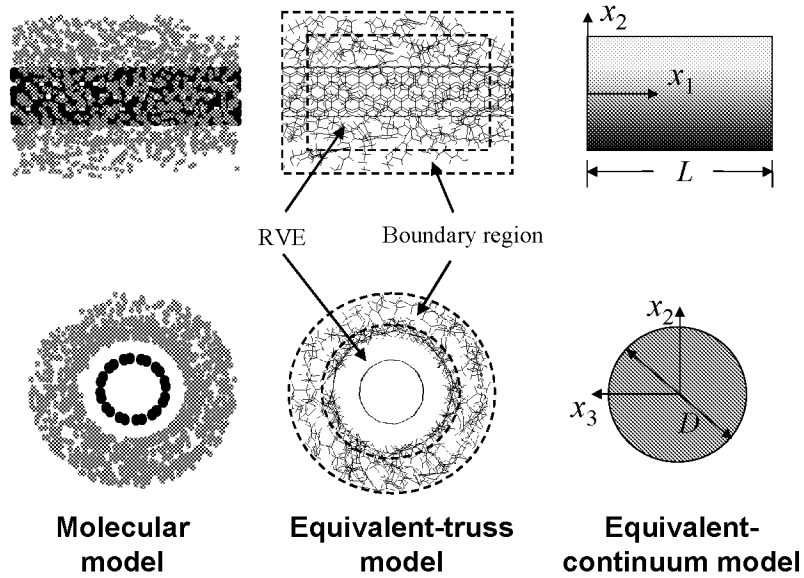 x₂
x₁
L
RVE
Boundary region
x₂
x₃
D
Molecular
model
Equivalent-truss
model
Equivalent-
continuum model